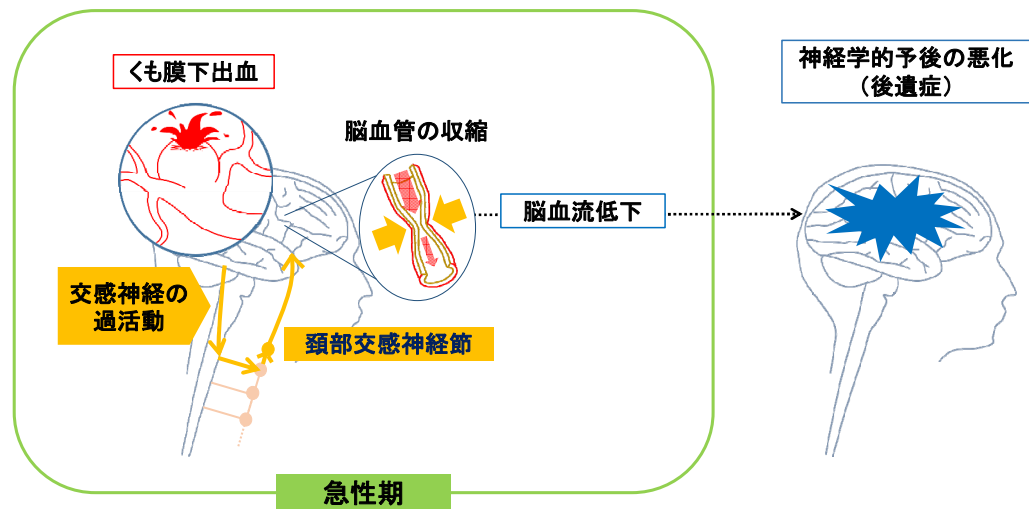 くも膜下出血
脳血管の収縮
脳血流低下
神経学的予後の悪化
（後遺症）
交感神経の
過活動
頚部交感神経節
急性期